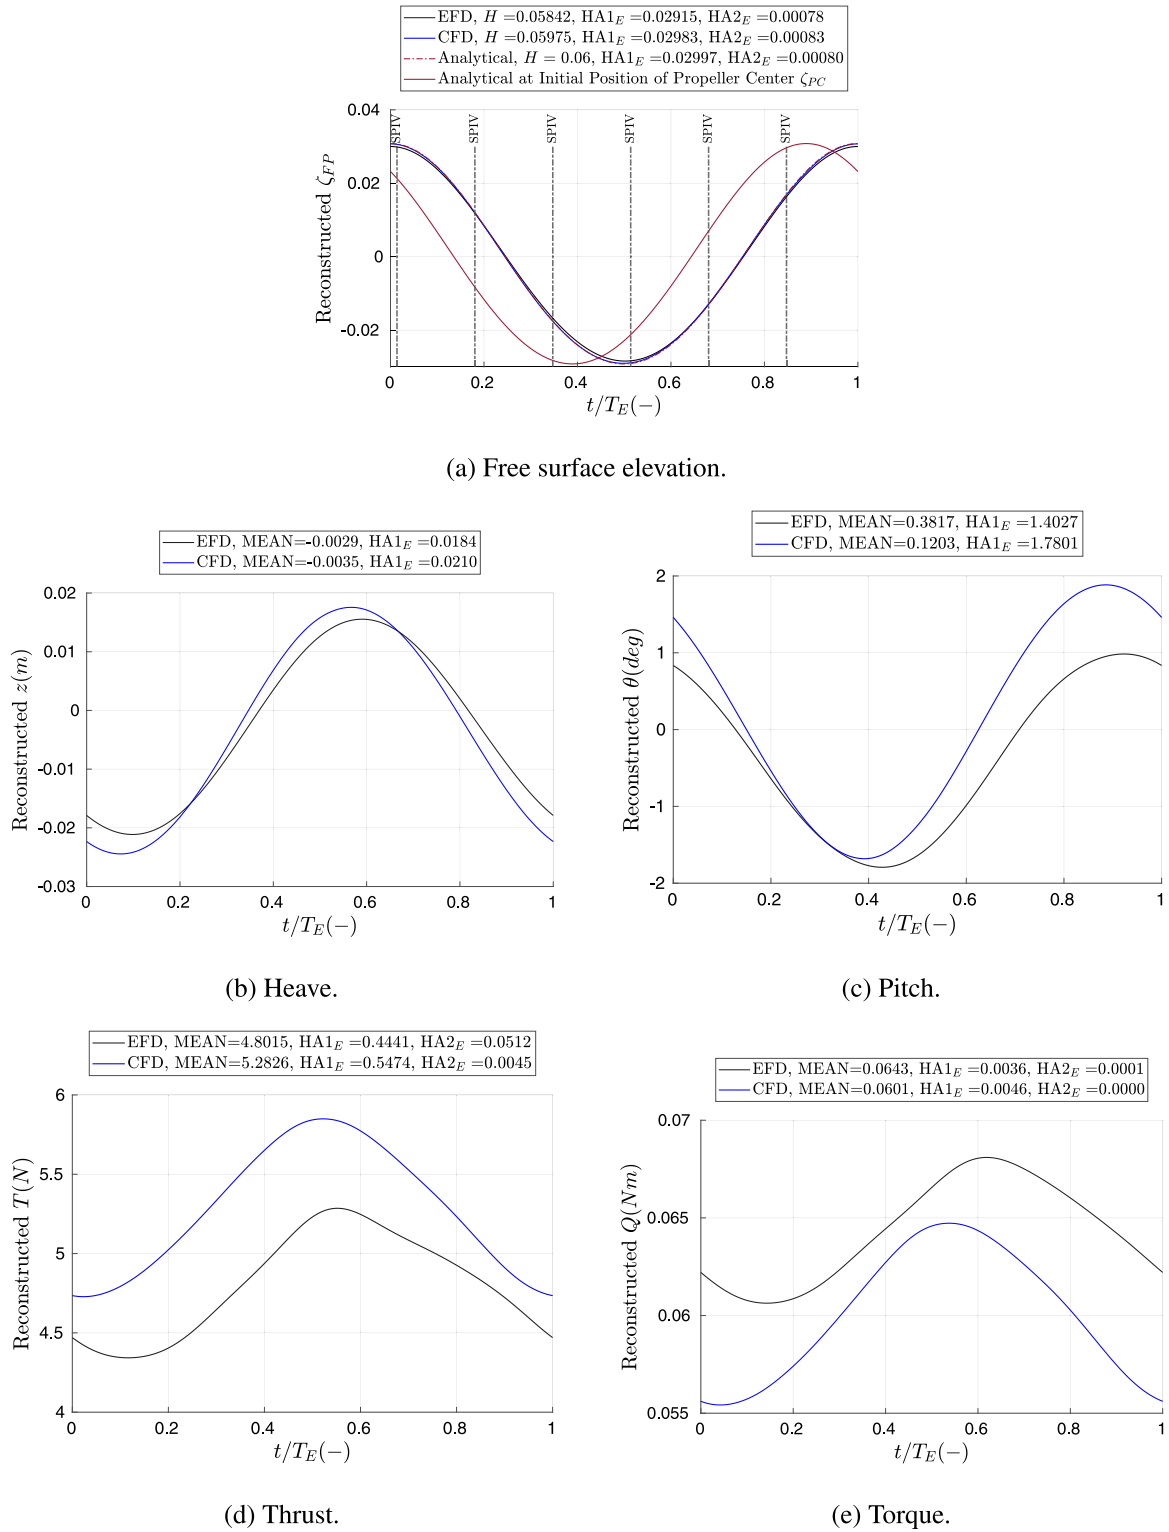 EFD, H =0.05842, HA1_E =0.02915, HA2_E =0.00078
CFD, H =0.05975, HA1_E =0.02983, HA2_E =0.00083
Analytical, H = 0.06, HA1_E =0.02997, HA2_E =0.00080
Analytical at Initial Position of Propeller Center ζ_PC
Reconstructed ζ_FP
0.04
0.02
0
-0.02
SPIV
SPIV
SPIV
SPIV
SPIV
SPIV
0 0.2 0.4 0.6 0.8 1
t/T_E(−)
(a) Free surface elevation.
EFD, MEAN=-0.0029, HA1_E =0.0184
CFD, MEAN=-0.0035, HA1_E =0.0210
Reconstructed z(m)
0.02
0.01
0
-0.01
-0.02
-0.03
0 0.2 0.4 0.6 0.8 1
t/T_E(−)
(b) Heave.
EFD, MEAN=0.3817, HA1_E =1.4027
CFD, MEAN=0.1203, HA1_E =1.7801
Reconstructed θ(deg)
2
1
0
-1
-2
0 0.2 0.4 0.6 0.8 1
t/T_E(−)
(c) Pitch.
EFD, MEAN=4.8015, HA1_E =0.4441, HA2_E =0.0512
CFD, MEAN=5.2826, HA1_E =0.5474, HA2_E =0.0045
Reconstructed T(N)
6
5.5
5
4.5
4
0 0.2 0.4 0.6 0.8 1
t/T_E(−)
(d) Thrust.
EFD, MEAN=0.0643, HA1_E =0.0036, HA2_E =0.0001
CFD, MEAN=0.0601, HA1_E =0.0046, HA2_E =0.0000
Reconstructed Q(Nm)
0.07
0.065
0.06
0.055
0 0.2 0.4 0.6 0.8 1
t/T_E(−)
(e) Torque.